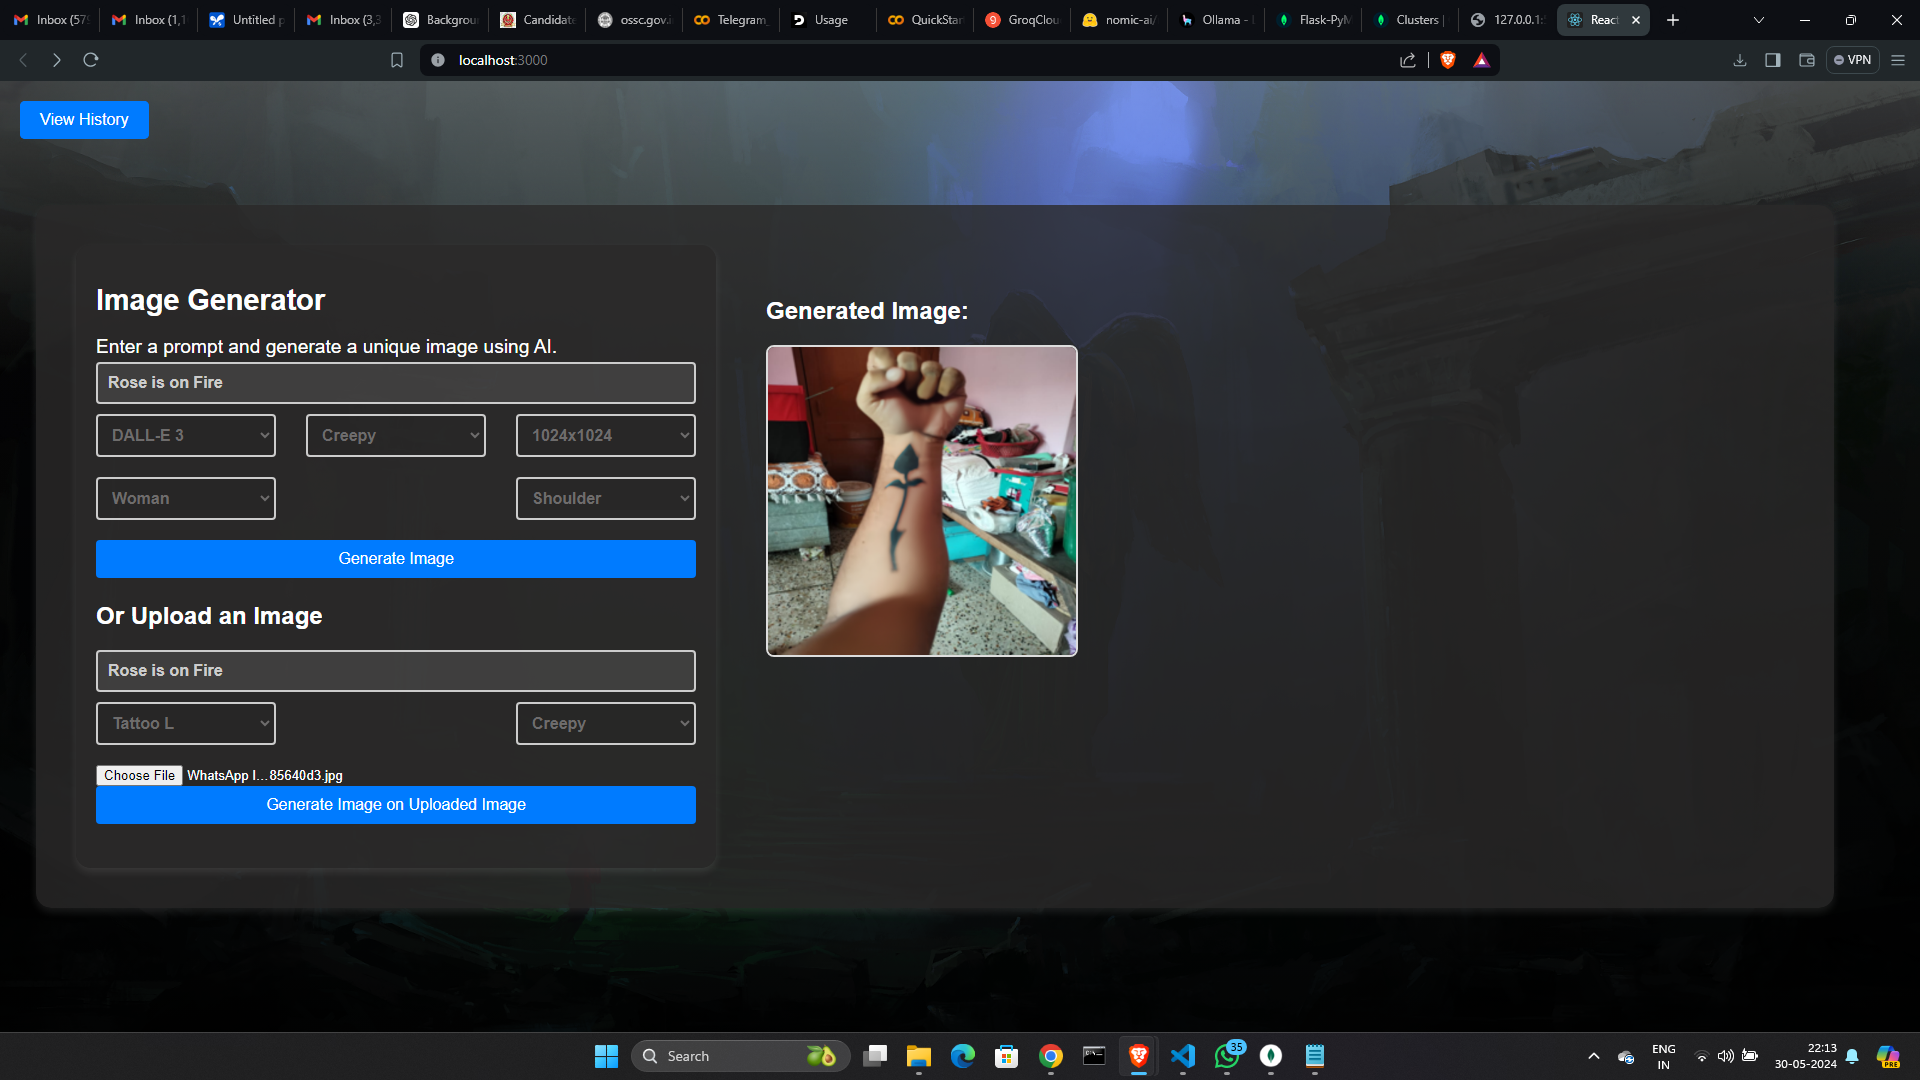 Inbox (579
Inbox (1,1
Untitled p
Inbox (3,3
Backgrou
Candidate
ossc.gov.i
Telegram_
Usage
QuickStar
GroqClou
nomic-ai/
Ollama -
Flask-PyM
Clusters |
127.0.0.1:5
React
localhost:3000
VPN
View History
Image Generator
Enter a prompt and generate a unique image using AI.
Rose is on Fire
DALL-E 3
Creepy
1024x1024
Woman
Shoulder
Generate Image
Or Upload an Image
Rose is on Fire
Tattoo L
Creepy
Choose File WhatsApp I...85640d3.jpg
Generate Image on Uploaded Image
Generated Image:
Search
35
ENG
IN
22:13
30-05-2024
PRE